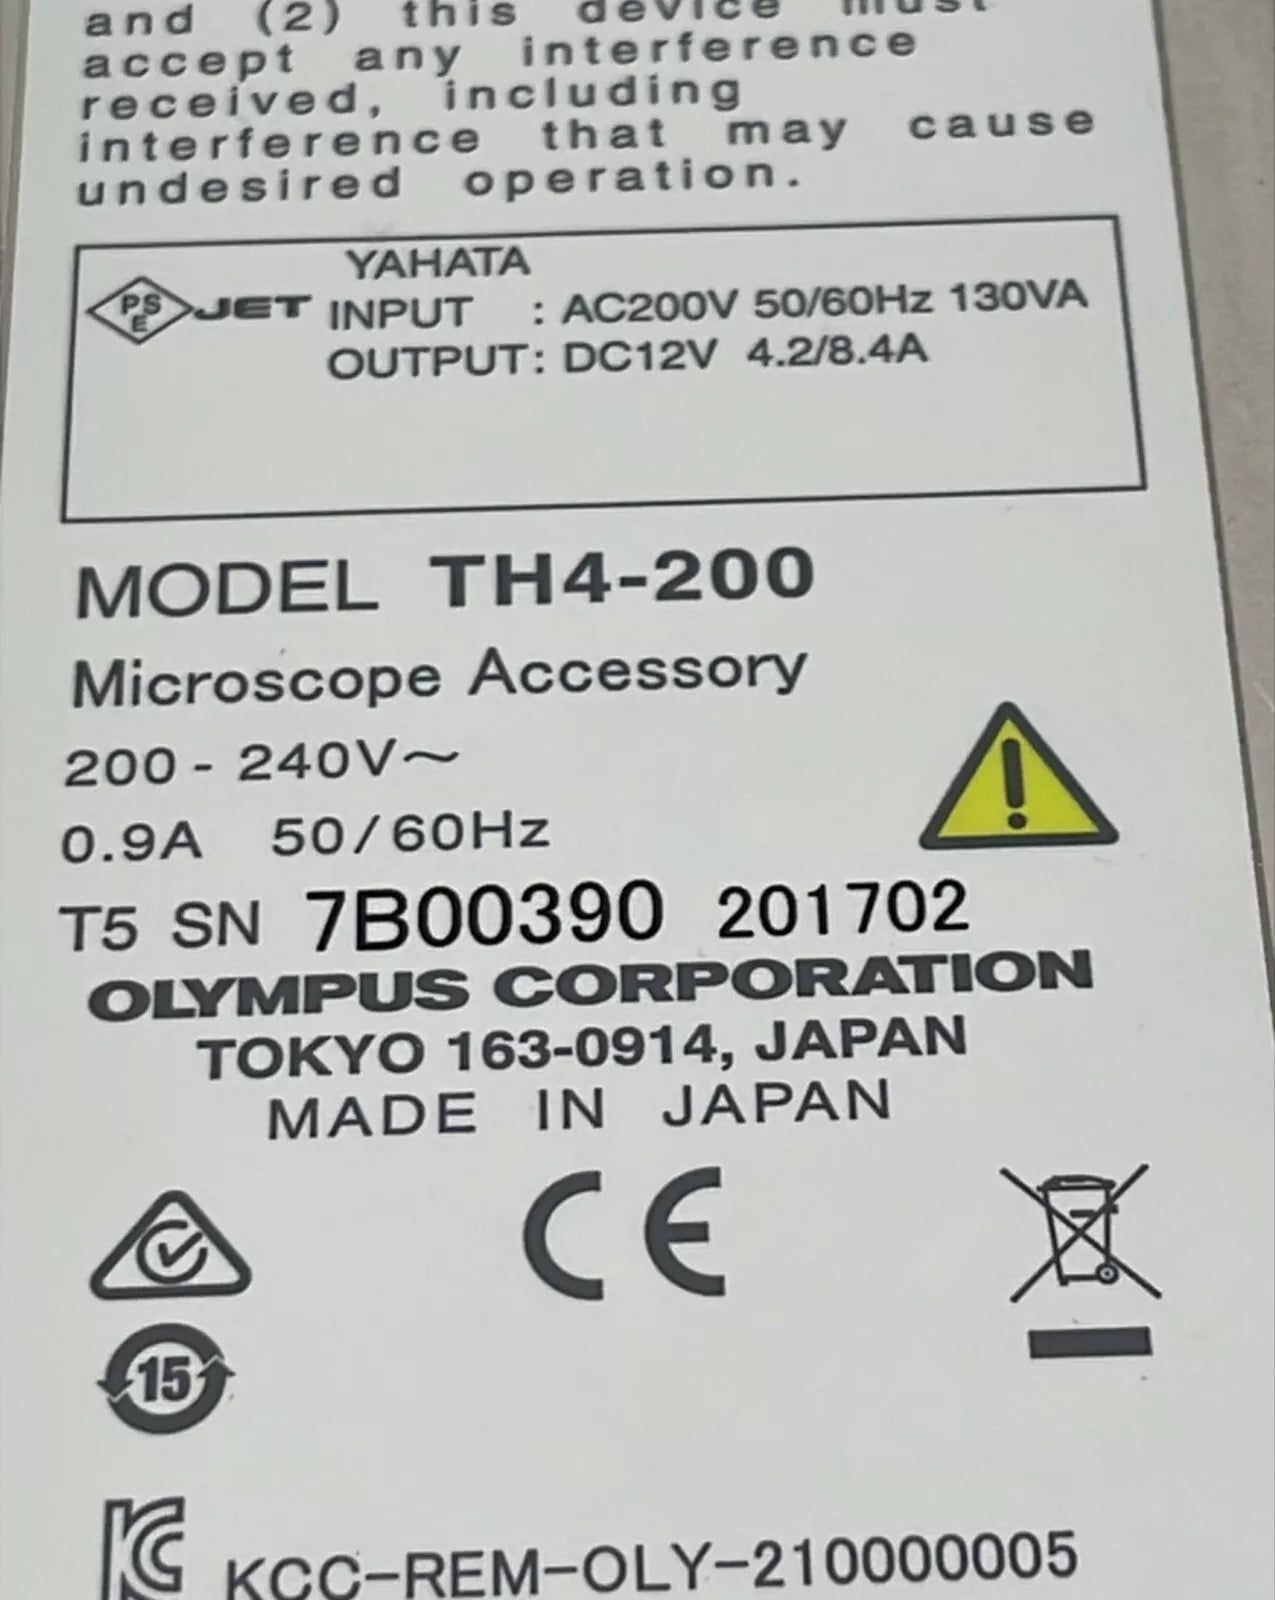 and (2) this device must
accept any interference
received, including
interference that may cause
undesired operation.
YAHATA
PSE JET INPUT : AC200V 50/60Hz 130VA
OUTPUT: DC12V 4.2/8.4A
MODEL TH4-200
Microscope Accessory
200 - 240V~
0.9A 50/60Hz
T5 SN 7B00390 201702
OLYMPUS CORPORATION
TOKYO 163-0914, JAPAN
MADE IN JAPAN
CE
15
KC KCC-REM-OLY-210000005